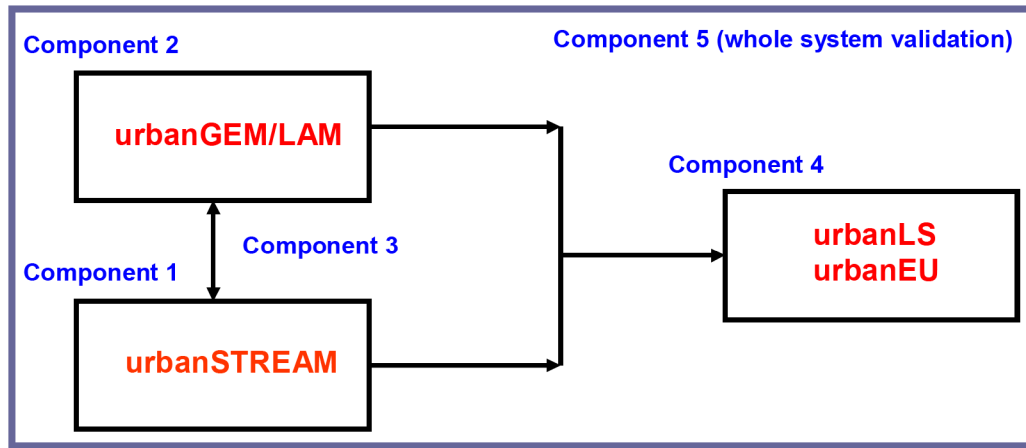 Component 2
Component 5 (whole system validation)
urbanGEM/LAM
Component 4
Component 3
urbanLS
urbanEU
Component 1
urbanSTREAM